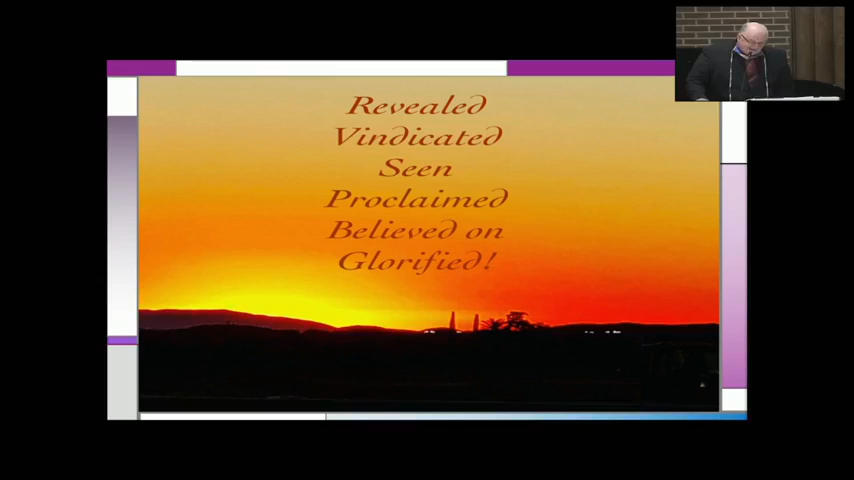 Revealed
Vindicated
Seen
Proclaimed
Believed on
Glorified!